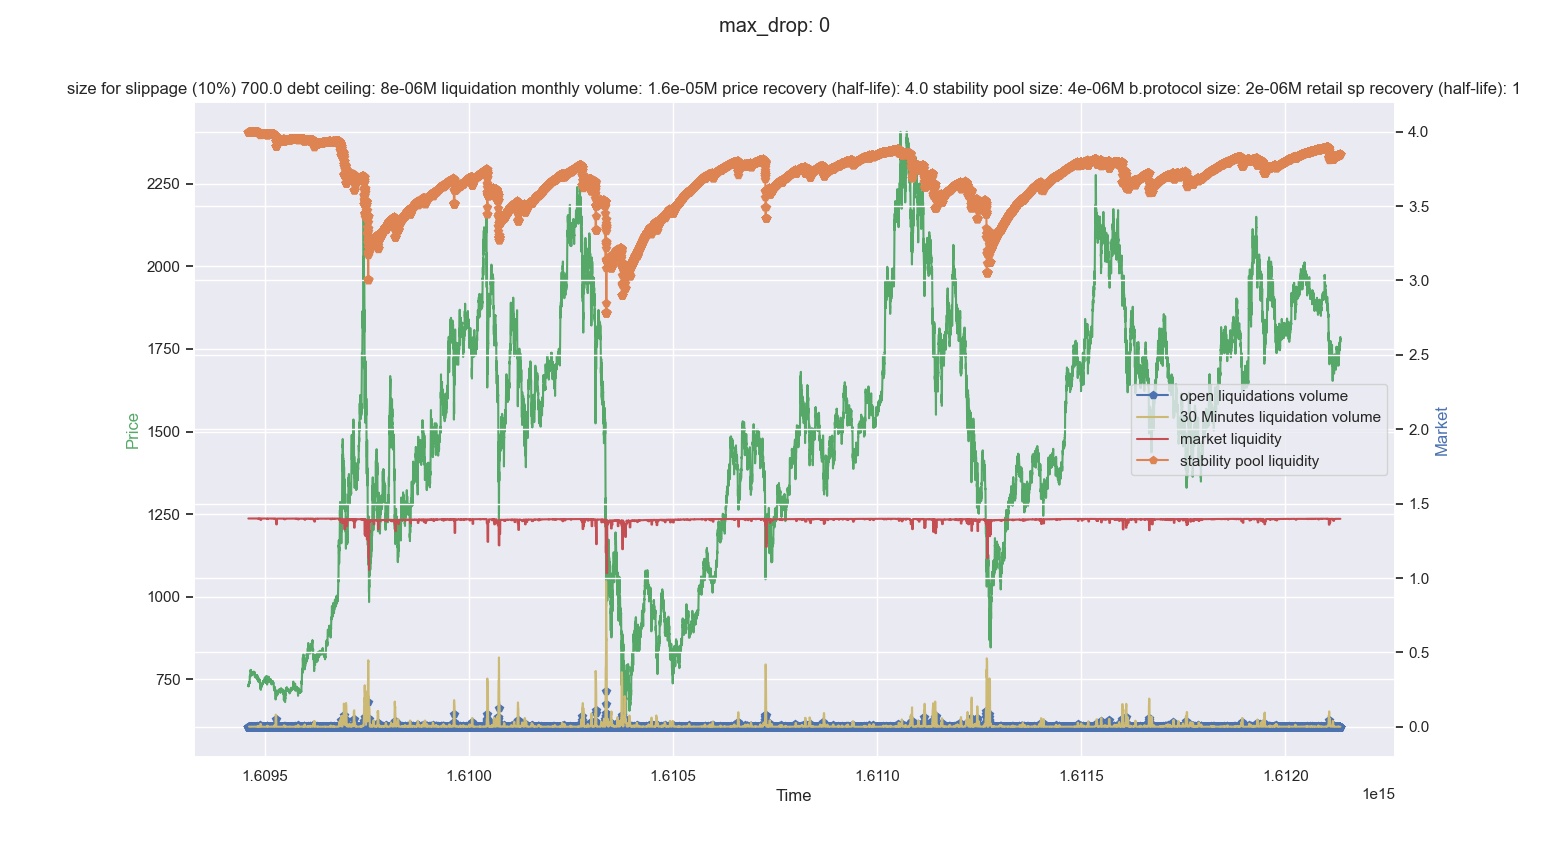 max_drop: 0
size for slippage (10%) 700.0 debt ceiling: 8e-06M liquidation monthly volume: 1.6e-05M price recovery (half-life): 4.0 stability pool size: 4e-06M b.protocol size: 2e-06M retail sp recovery (half-life): 1
2250
2000
1750
1500
1250
1000
750
Price
4.0
3.5
3.0
2.5
2.0
1.5
1.0
0.5
0.0
Market
open liquidations volume
30 Minutes liquidation volume
market liquidity
stability pool liquidity
1.6095 1.6100 1.6105 1.6110 1.6115 1.6120
1e15
Time